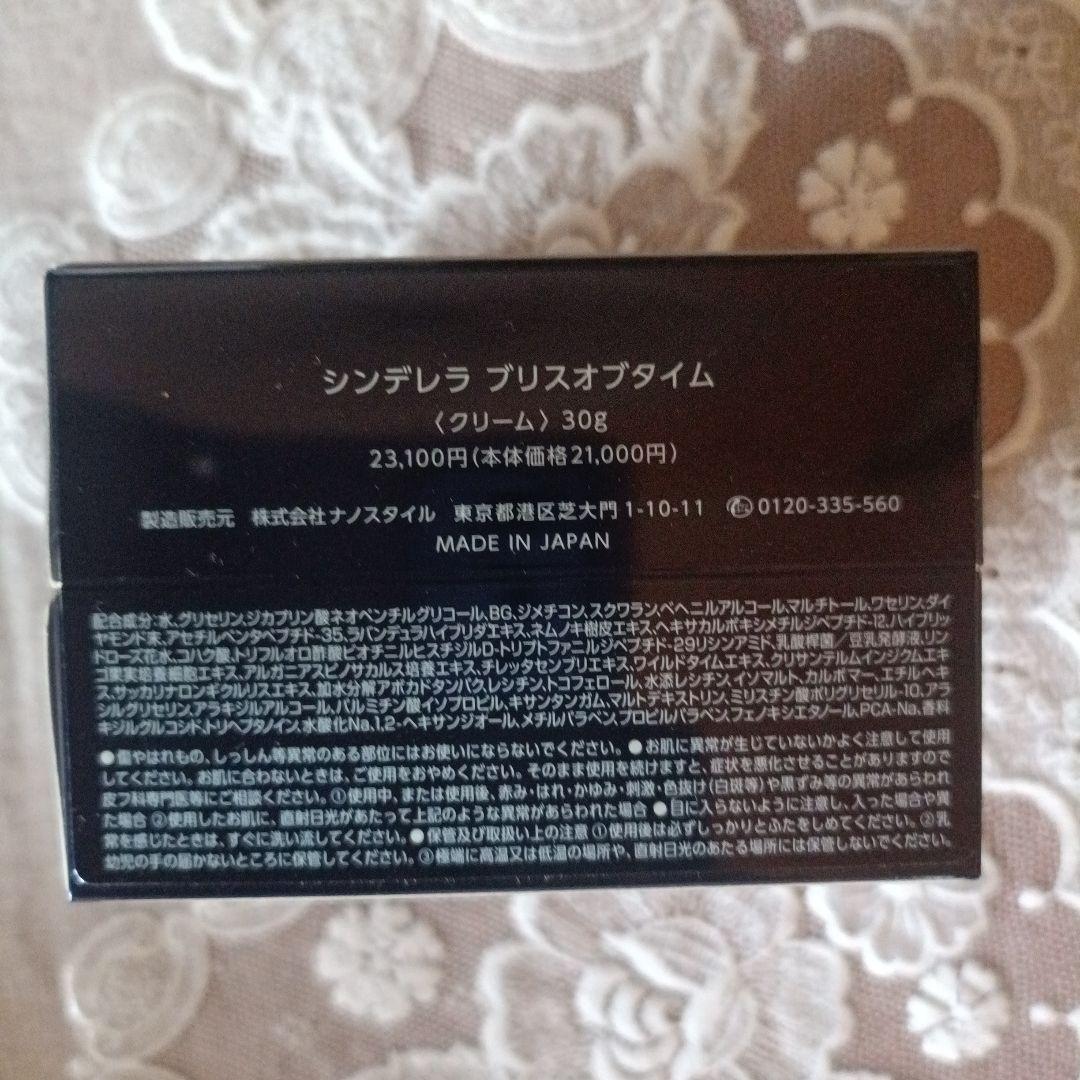 シンデレラ ブリスオブタイム
〈クリーム〉30g
23,100円(本体価格21,000円)
製造販売元 株式会社ナノスタイル 東京都港区芝大門1-10-11 0120-335-560
MADE IN JAPAN
配合成分:水、グリセリン、ジカプリン酸ネオペンチルグリコール、BG、ジメチコン、スクワラン、ベヘニルアルコール、マルチトール、ワセリン、ダイ
ヤモンド末、アセチルペンタペプチド-35、ラバンデュラハイブリダエキス、ネムノキ樹皮エキス、ヘキサカルボキシメチルジペプチド-12、ハイブリッ
ドローズ花水、コハク酸、トリフルオロ酢酸ビオチニルヒスチジルD-トリプトファニルジペプチド-29リシンアミド、乳酸桿菌/豆乳発酵液、リン
ゴ果実培養細胞エキス、アルガニアスピノサカルス培養エキス、チレッタセンブリエキス、ワイルドタイムエキス、クリサンテルムインジクムエキ
ス、サッカリナロンギクルリスエキス、加水分解アボカドタンパク、レシチン、トコフェロール、水添レシチン、イソマルト、カルボマー、エチルヘキ
シルグリセリン、アラキジルアルコール、パルミチン酸イソプロピル、キサンタンガム、マルトデキストリン、ミリスチン酸ポリグリセリル-10、アラ
キジルグルコシド、トリヘプタノイン、水酸化Na、1,2-ヘキサンジオール、メチルパラベン、プロピルパラベン、フェノキシエタノール、PCA-Na、香料
●傷やはれもの、しっしん等異常のある部位にはお使いにならないでください。●お肌に異常が生じていないかよく注意して使用
してください。お肌に合わないときは、ご使用をおやめください。そのまま使用を続けますと、症状を悪化させることがありますので
皮フ科専門医等にご相談ください。①使用中、または使用後、赤み・はれ・かゆみ・刺激・色抜け(白斑等)や黒ずみ等の異常があらわれ
た場合 ②使用したお肌に、直射日光があたって上記のような異常があらわれた場合 ●目に入らないように注意し、入った場合や異
常を感じたときは、すぐに洗い流してください。●保管及び取扱い上の注意 ①使用後は必ずしっかりとふたをしめてください。②乳
幼児の手の届かないところに保管してください。③極端に高温又は低温の場所や、直射日光のあたる場所には保管しないでください。